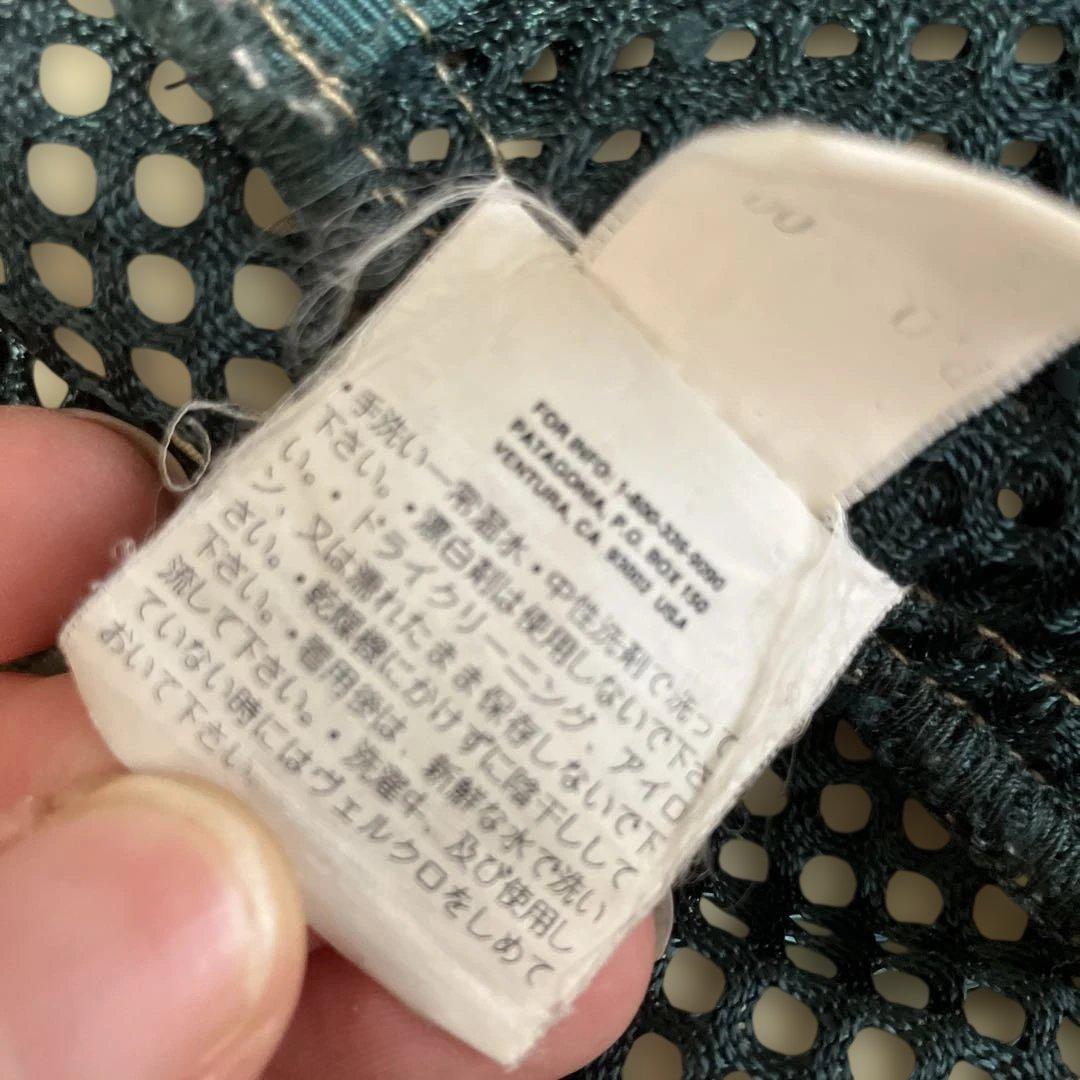 FOR INFO: 1-800-336-9090
PATAGONIA, P.O. BOX 150
VENTURA, CA 93002 USA
・手洗い―常温水・中性洗剤で洗って
下さい。・漂白剤は使用しないで下さ
い。・ドライクリーニング、アイロ
ン、又は濡れたまま保存しないで下
さい。・乾燥機にかけずに陰干しして
下さい。・着用後は、新鮮な水で洗い
流して下さい。・洗濯中、及び使用し
ていない時にはヴェルクロをしめて
おいて下さい。